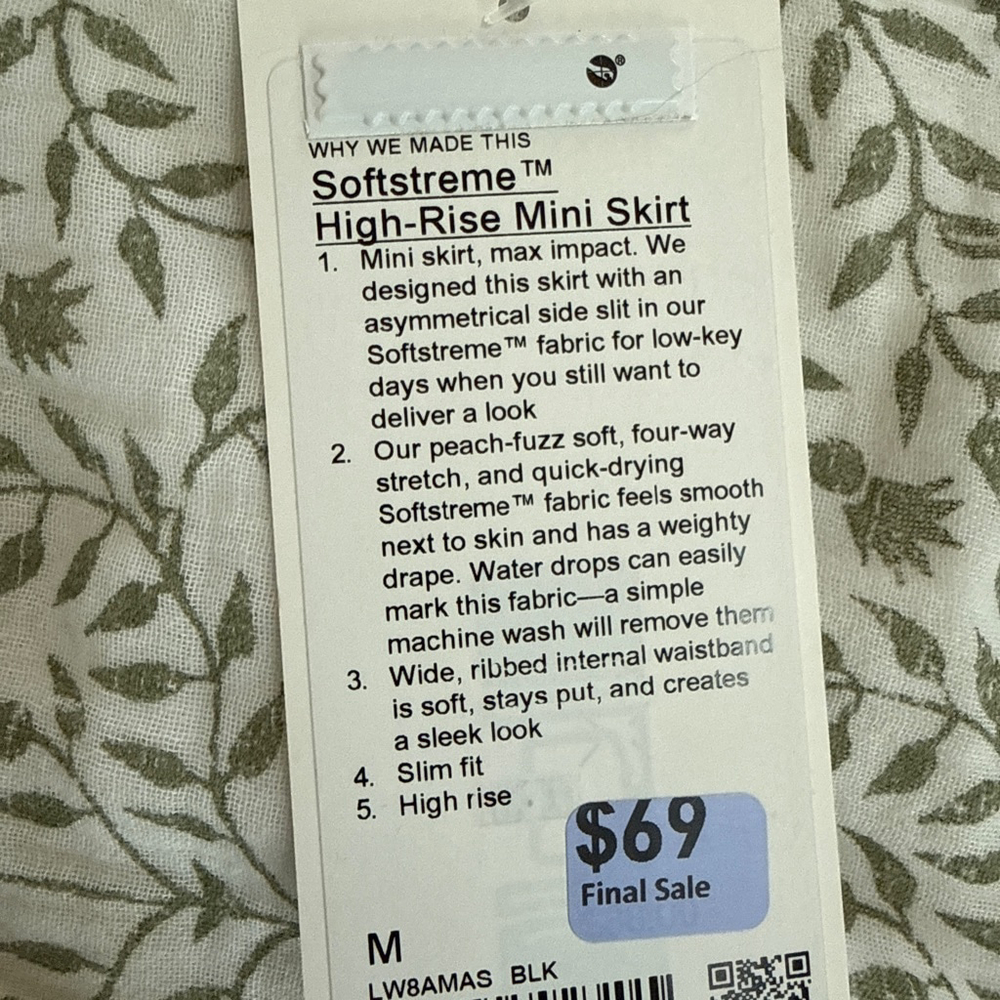 ®
WHY WE MADE THIS
Softstreme™
High-Rise Mini Skirt
1. Mini skirt, max impact. We
designed this skirt with an
asymmetrical side slit in our
Softstreme™ fabric for low-key
days when you still want to
deliver a look
2. Our peach-fuzz soft, four-way
stretch, and quick-drying
Softstreme™ fabric feels smooth
next to skin and has a weighty
drape. Water drops can easily
mark this fabric—a simple
machine wash will remove them
3. Wide, ribbed internal waistband
is soft, stays put, and creates
a sleek look
4. Slim fit
5. High rise
$69
Final Sale
M
LW8AMAS BLK